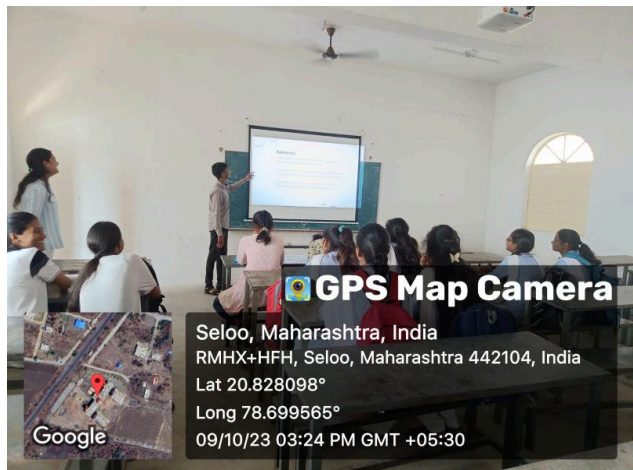 GPS Map Camera
Seloo, Maharashtra, India
RMHX+HFH, Seloo, Maharashtra 442104, India
Lat 20.828098°
Long 78.699565°
09/10/23 03:24 PM GMT +05:30
Google